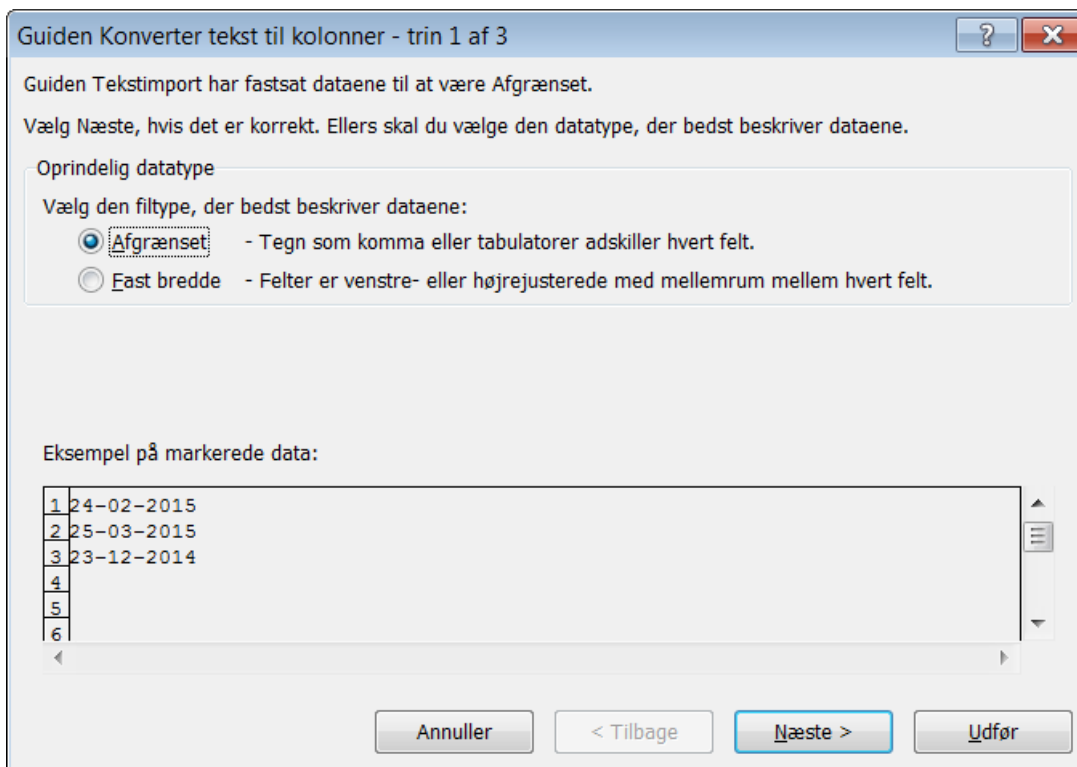 Guiden Konverter tekst til kolonner - trin 1 af 3
Guiden Tekstimport har fastsat dataene til at være Afgrænset.
Vælg Næste, hvis det er korrekt. Ellers skal du vælge den datatype, der bedst beskriver dataene.
Oprindelig datatype
Vælg den filtype, der bedst beskriver dataene:
Afgrænset - Tegn som komma eller tabulatorer adskiller hvert felt.
Fast bredde - Felter er venstre- eller højrejusterede med mellemrum mellem hvert felt.
Eksempel på markerede data:
1 24-02-2015
2 25-03-2015
3 23-12-2014
4
5
6
Annuller < Tilbage Næste > Udfør